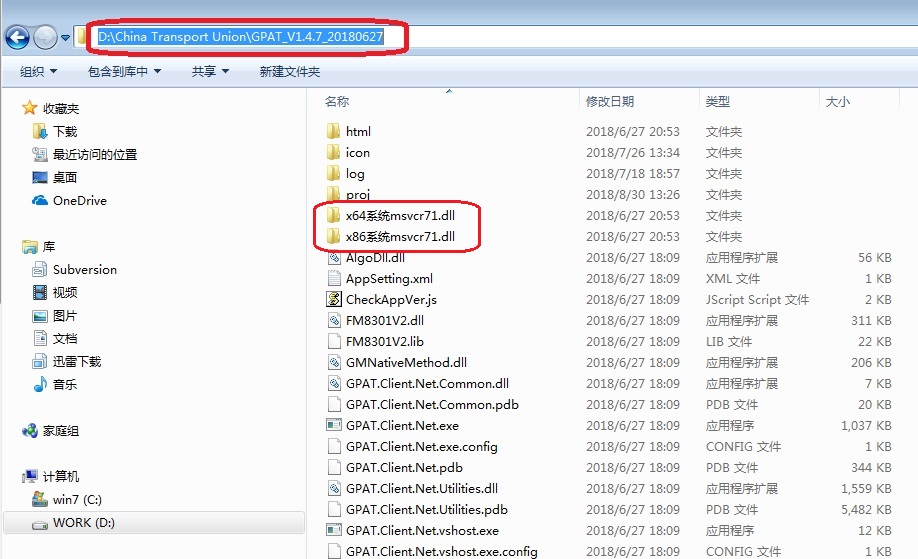 D:\China Transport Union\GPAT_V1.4.7_20180627
组织 包含到库中 共享 新建文件夹
收藏夹
下载
最近访问的位置
桌面
OneDrive
库
Subversion
视频
图片
文档
迅雷下载
音乐
家庭组
计算机
win7 (C:)
WORK (D:)
名称 修改日期 类型 大小
html 2018/6/27 20:53 文件夹
icon 2018/7/26 13:34 文件夹
log 2018/7/18 18:57 文件夹
proj 2018/8/30 13:26 文件夹
x64系统msvcr71.dll 2018/6/27 20:53 文件夹
x86系统msvcr71.dll 2018/6/27 20:53 文件夹
AlgoDll.dll 2018/6/27 18:09 应用程序扩展 56 KB
AppSetting.xml 2018/6/27 18:09 XML 文件 1 KB
CheckAppVer.js 2018/6/27 18:09 JScript Script 文件 2 KB
FM8301V2.dll 2018/6/27 18:09 应用程序扩展 311 KB
FM8301V2.lib 2018/6/27 18:09 LIB 文件 22 KB
GMNativeMethod.dll 2018/6/27 18:09 应用程序扩展 206 KB
GPAT.Client.Net.Common.dll 2018/6/27 18:09 应用程序扩展 7 KB
GPAT.Client.Net.Common.pdb 2018/6/27 18:09 PDB 文件 20 KB
GPAT.Client.Net.exe 2018/6/27 18:09 应用程序 1,037 KB
GPAT.Client.Net.exe.config 2018/6/27 18:09 CONFIG 文件 1 KB
GPAT.Client.Net.pdb 2018/6/27 18:09 PDB 文件 344 KB
GPAT.Client.Net.Utilities.dll 2018/6/27 18:09 应用程序扩展 1,559 KB
GPAT.Client.Net.Utilities.pdb 2018/6/27 18:09 PDB 文件 5,482 KB
GPAT.Client.Net.vshost.exe 2018/6/27 18:09 应用程序 12 KB
GPAT.Client.Net.vshost.exe.config 2018/6/27 18:09 CONFIG 文件 1 KB